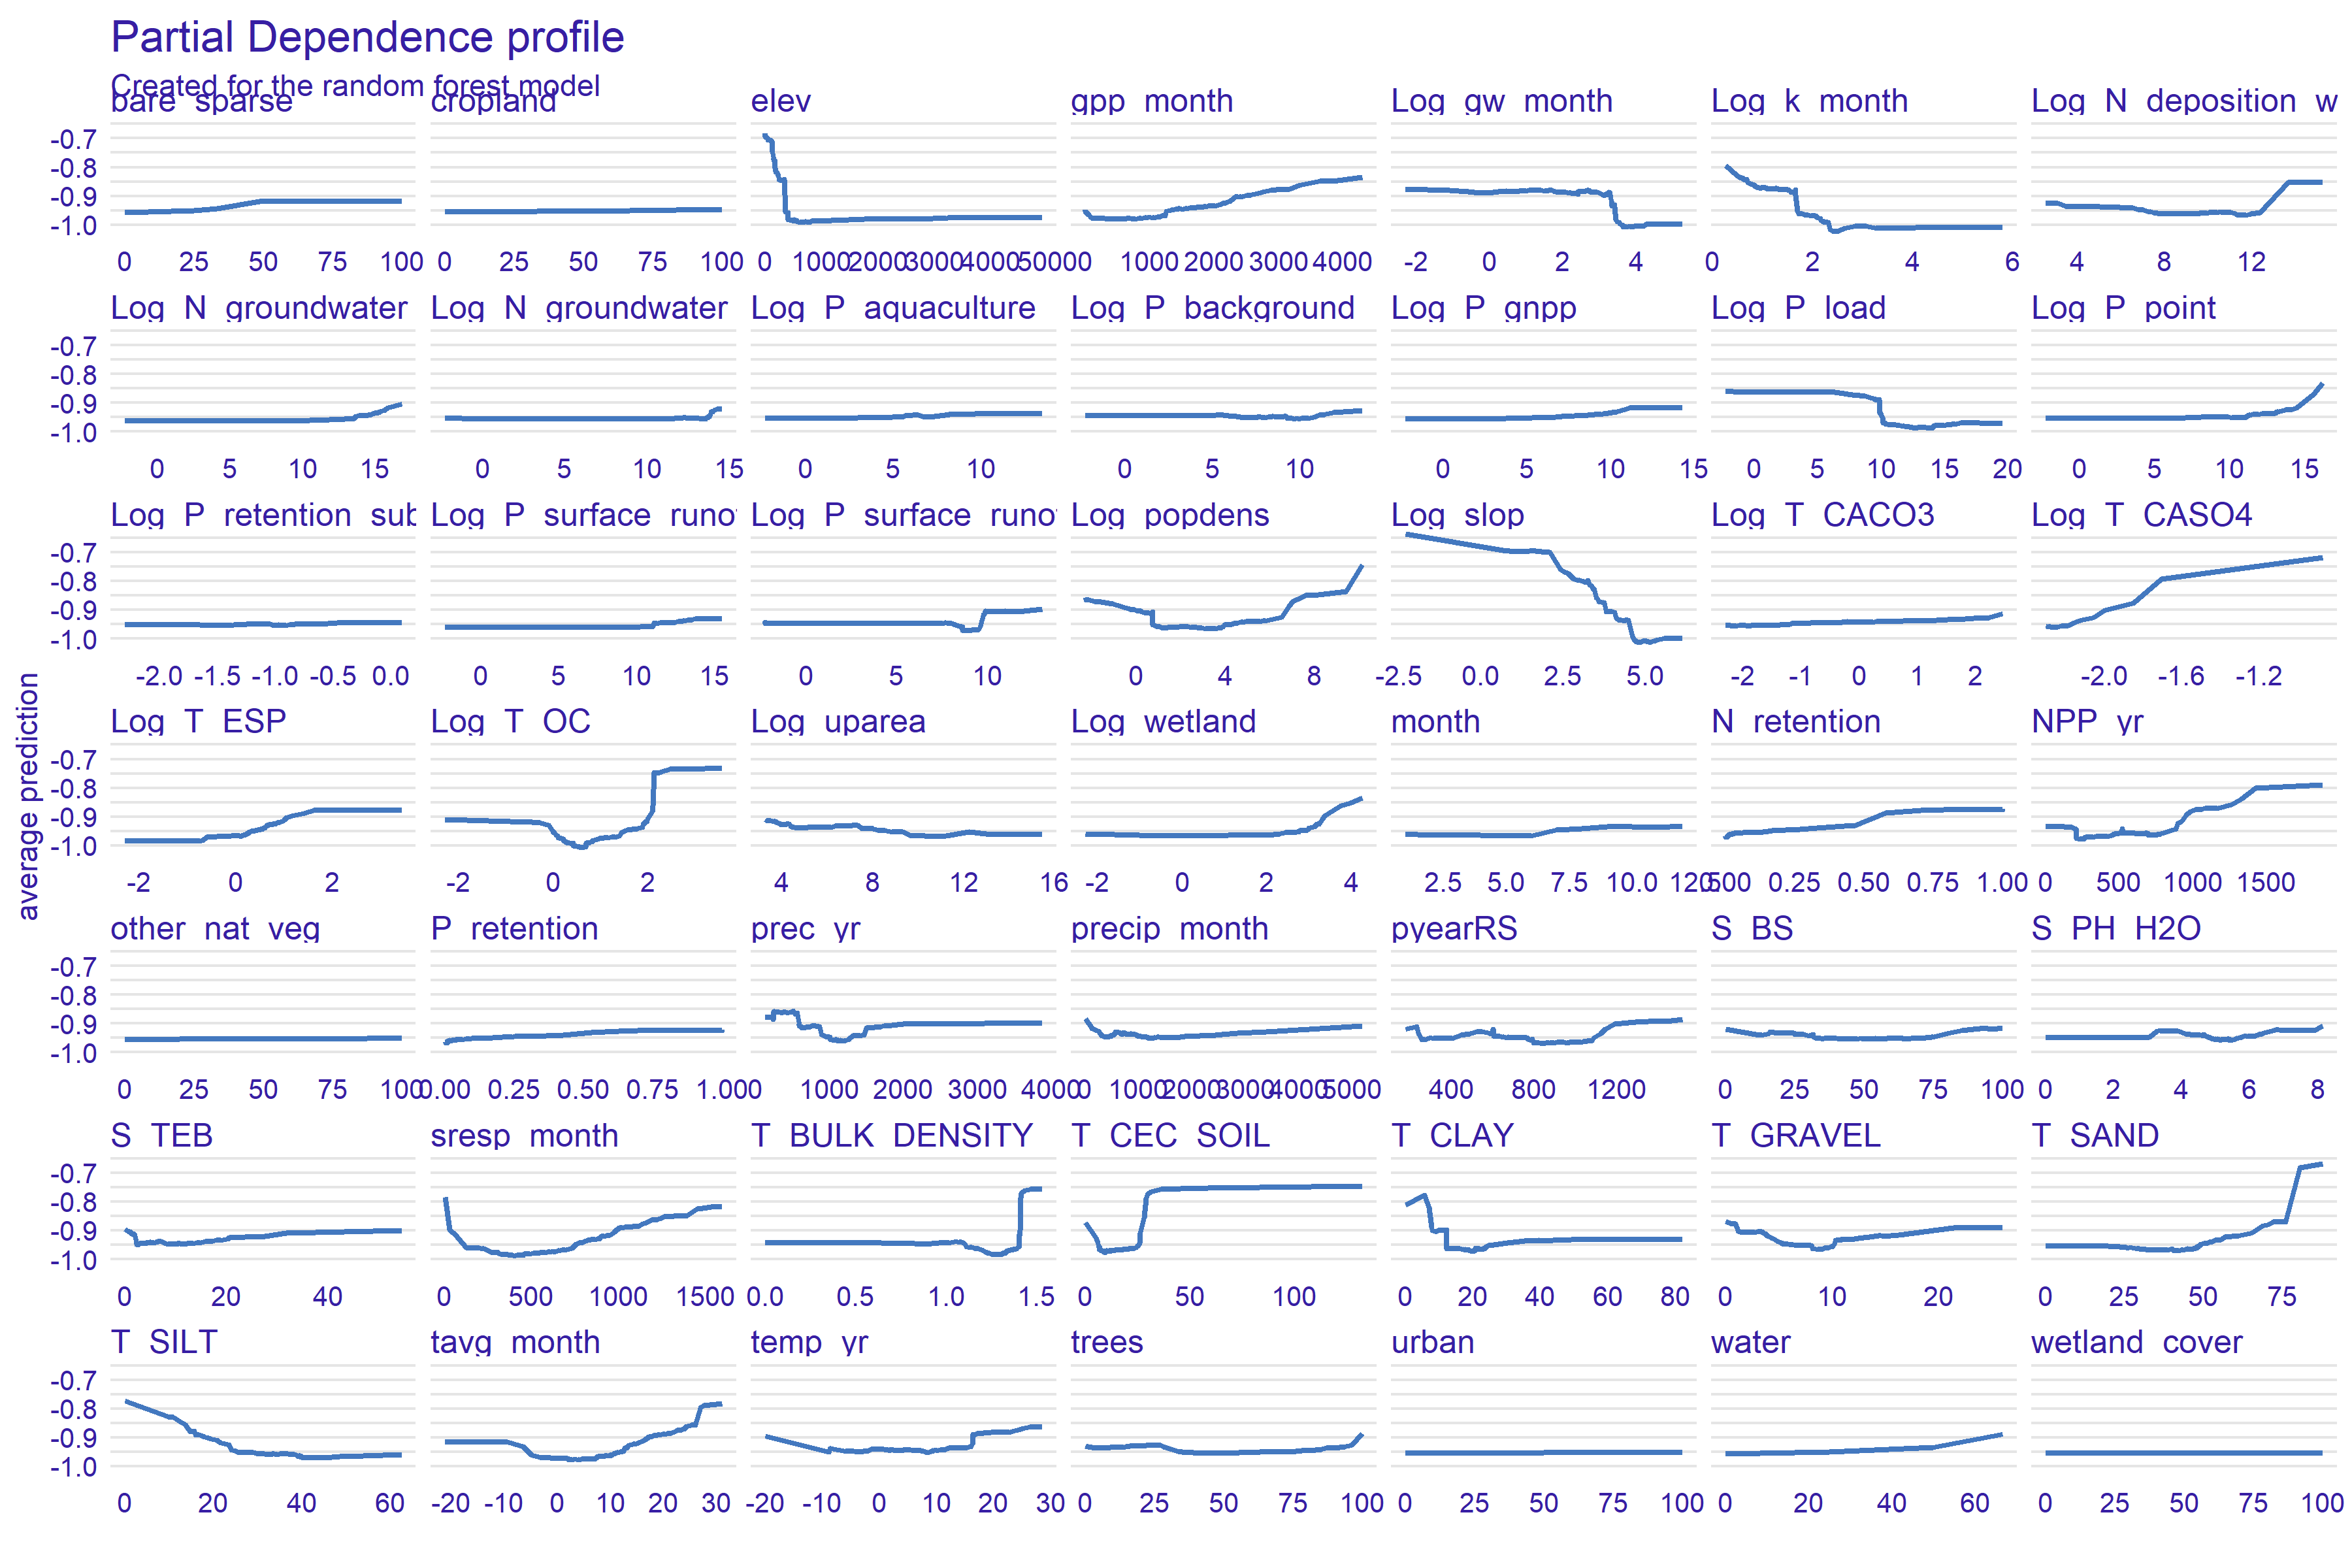 Partial Dependence profile
Created for the random forest model
bare sparse cropland elev gpp month Log gw month Log k month Log N deposition w
-0.7
-0.8
-0.9
-1.0
0 25 50 75 100 0 25 50 75 100 0 1000 2000 3000 4000 5000 0 1000 2000 3000 4000 -2 0 2 4 0 2 4 6 4 8 12
Log N groundwater Log N groundwater Log P aquaculture Log P background Log P gnpp Log P load Log P point
-0.7
-0.8
-0.9
-1.0
0 5 10 15 0 5 10 15 0 5 10 0 5 10 0 5 10 15 0 5 10 15 20 0 5 10 15
Log P retention sub Log P surface runo Log P surface runo Log popdens Log slop Log T CACO3 Log T CASO4
-0.7
-0.8
-0.9
-1.0
-2.0 -1.5 -1.0 -0.5 0.0 0 5 10 15 0 5 10 0 4 8 -2.5 0.0 2.5 5.0 -2 -1 0 1 2 -2.0 -1.6 -1.2
average prediction
Log T ESP Log T OC Log uparea Log wetland month N retention NPP yr
-0.7
-0.8
-0.9
-1.0
-2 0 2 -2 0 2 4 8 12 16 -2 0 2 4 2.5 5.0 7.5 10.0 12.5 0.00 0.25 0.50 0.75 1.00 0 500 1000 1500
other nat veg P retention prec yr precip month pyearRS S BS S PH H2O
-0.7
-0.8
-0.9
-1.0
0 25 50 75 100 0.00 0.25 0.50 0.75 1.00 0 1000 2000 3000 4000 0 1000 2000 3000 4000 5000 400 800 1200 0 25 50 75 100 0 2 4 6 8
S TEB sresp month T BULK DENSITY T CEC SOIL T CLAY T GRAVEL T SAND
-0.7
-0.8
-0.9
-1.0
0 20 40 0 500 1000 1500 0.0 0.5 1.0 1.5 0 50 100 0 20 40 60 80 0 10 20 0 25 50 75
T SILT tavg month temp yr trees urban water wetland cover
-0.7
-0.8
-0.9
-1.0
0 20 40 60 -20 -10 0 10 20 30 -20 -10 0 10 20 30 0 25 50 75 100 0 25 50 75 100 0 20 40 60 0 25 50 75 100